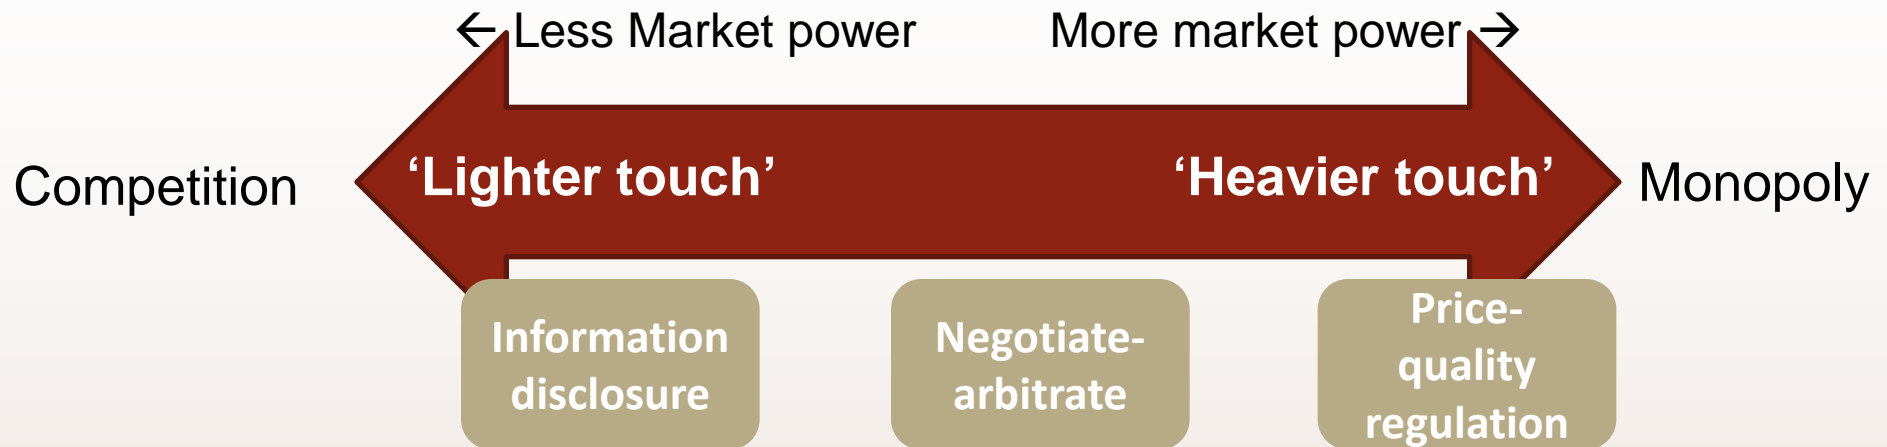 ← Less Market power
More market power →
Competition
‘Lighter touch’
‘Heavier touch’
Monopoly
Information
disclosure
Negotiate-
arbitrate
Price-
quality
regulation